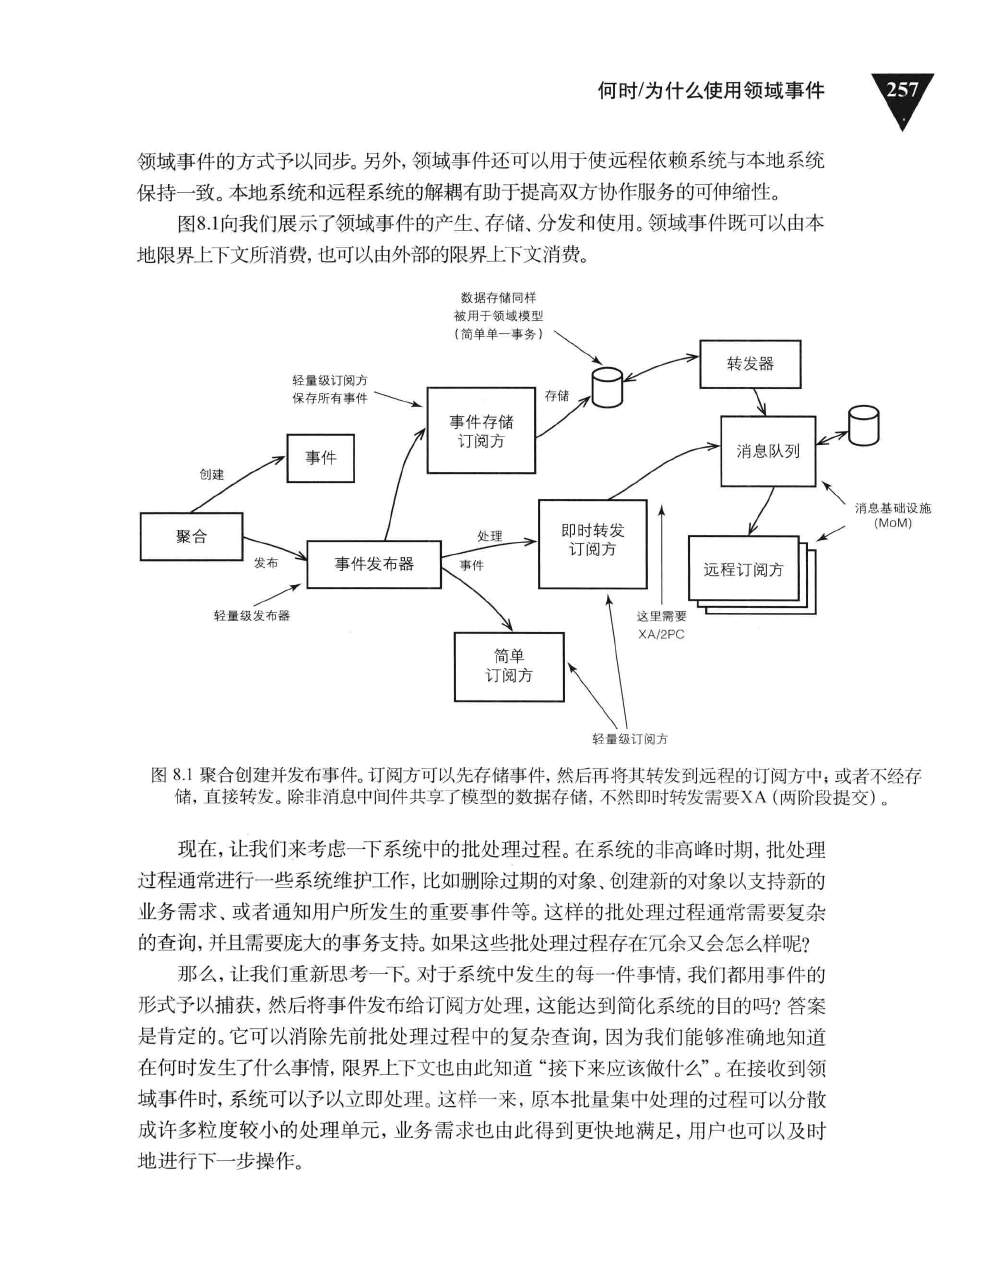 何时/为什么使用领域事件
257
领域事件的方式予以同步。另外,领域事件还可以用于使远程依赖系统与本地系统
保持一致。本地系统和远程系统的解耦有助于提高双方协作服务的可伸缩性。
图8.1向我们展示了领域事件的产生、存储、分发和使用。领域事件既可以由本
地限界上下文所消费,也可以由外部的限界上下文消费。
数据存储同样
被用于领域模型
(简单单一事务)
转发器
轻量级订阅方
保存所有事件
存储
事件存储
订阅方
消息队列
事件
创建
消息基础设施
(MoM)
聚合
发布
事件发布器
处理
事件
即时转发
订阅方
远程订阅方
轻量级发布器
这里需要
XA/2PC
简单
订阅方
轻量级订阅方
图 8.1 聚合创建并发布事件。订阅方可以先存储事件,然后再将其转发到远程的订阅方中;或者不经存
储,直接转发。除非消息中间件共享了模型的数据存储,不然即时转发需要XA(两阶段提交)。
现在,让我们来考虑一下系统中的批处理过程。在系统的非高峰时期,批处理
过程通常进行一些系统维护工作,比如删除过期的对象、创建新的对象以支持新的
业务需求、或者通知用户所发生的重要事件等。这样的批处理过程通常需要复杂
的查询,并且需要庞大的事务支持。如果这些批处理过程存在冗余又会怎么样呢?
那么,让我们重新思考一下。对于系统中发生的每一件事情,我们都用事件的
形式予以捕获,然后将事件发布给订阅方处理,这能达到简化系统的目的吗?答案
是肯定的。它可以消除先前批处理过程中的复杂查询,因为我们能够准确地知道
在何时发生了什么事情,限界上下文也由此知道“接下来应该做什么”。在接收到领
域事件时,系统可以予以立即处理。这样一来,原本批量集中处理的过程可以分散
成许多粒度较小的处理单元,业务需求也由此得到更快地满足,用户也可以及时
地进行下一步操作。